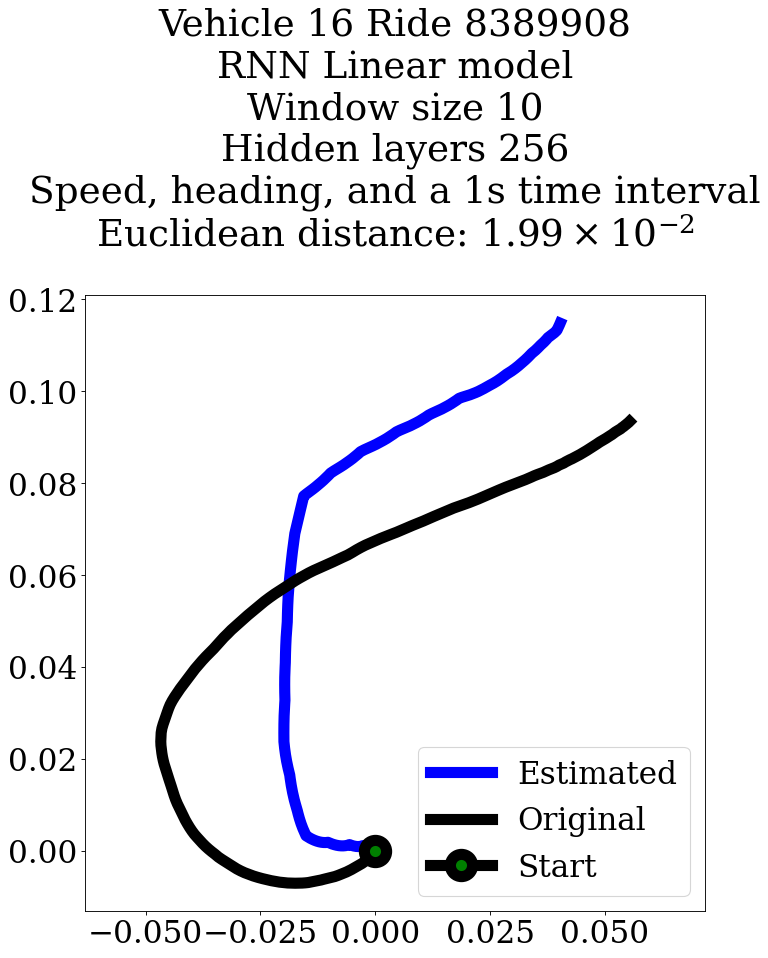 Vehicle 16 Ride 8389908
RNN Linear model
Window size 10
Hidden layers 256
Speed, heading, and a 1s time interval
Euclidean distance: 1.99 × 10⁻²
0.12
0.10
0.08
0.06
0.04
0.02
0.00
Estimated
Original
Start
−0.050 −0.025 0.000 0.025 0.050